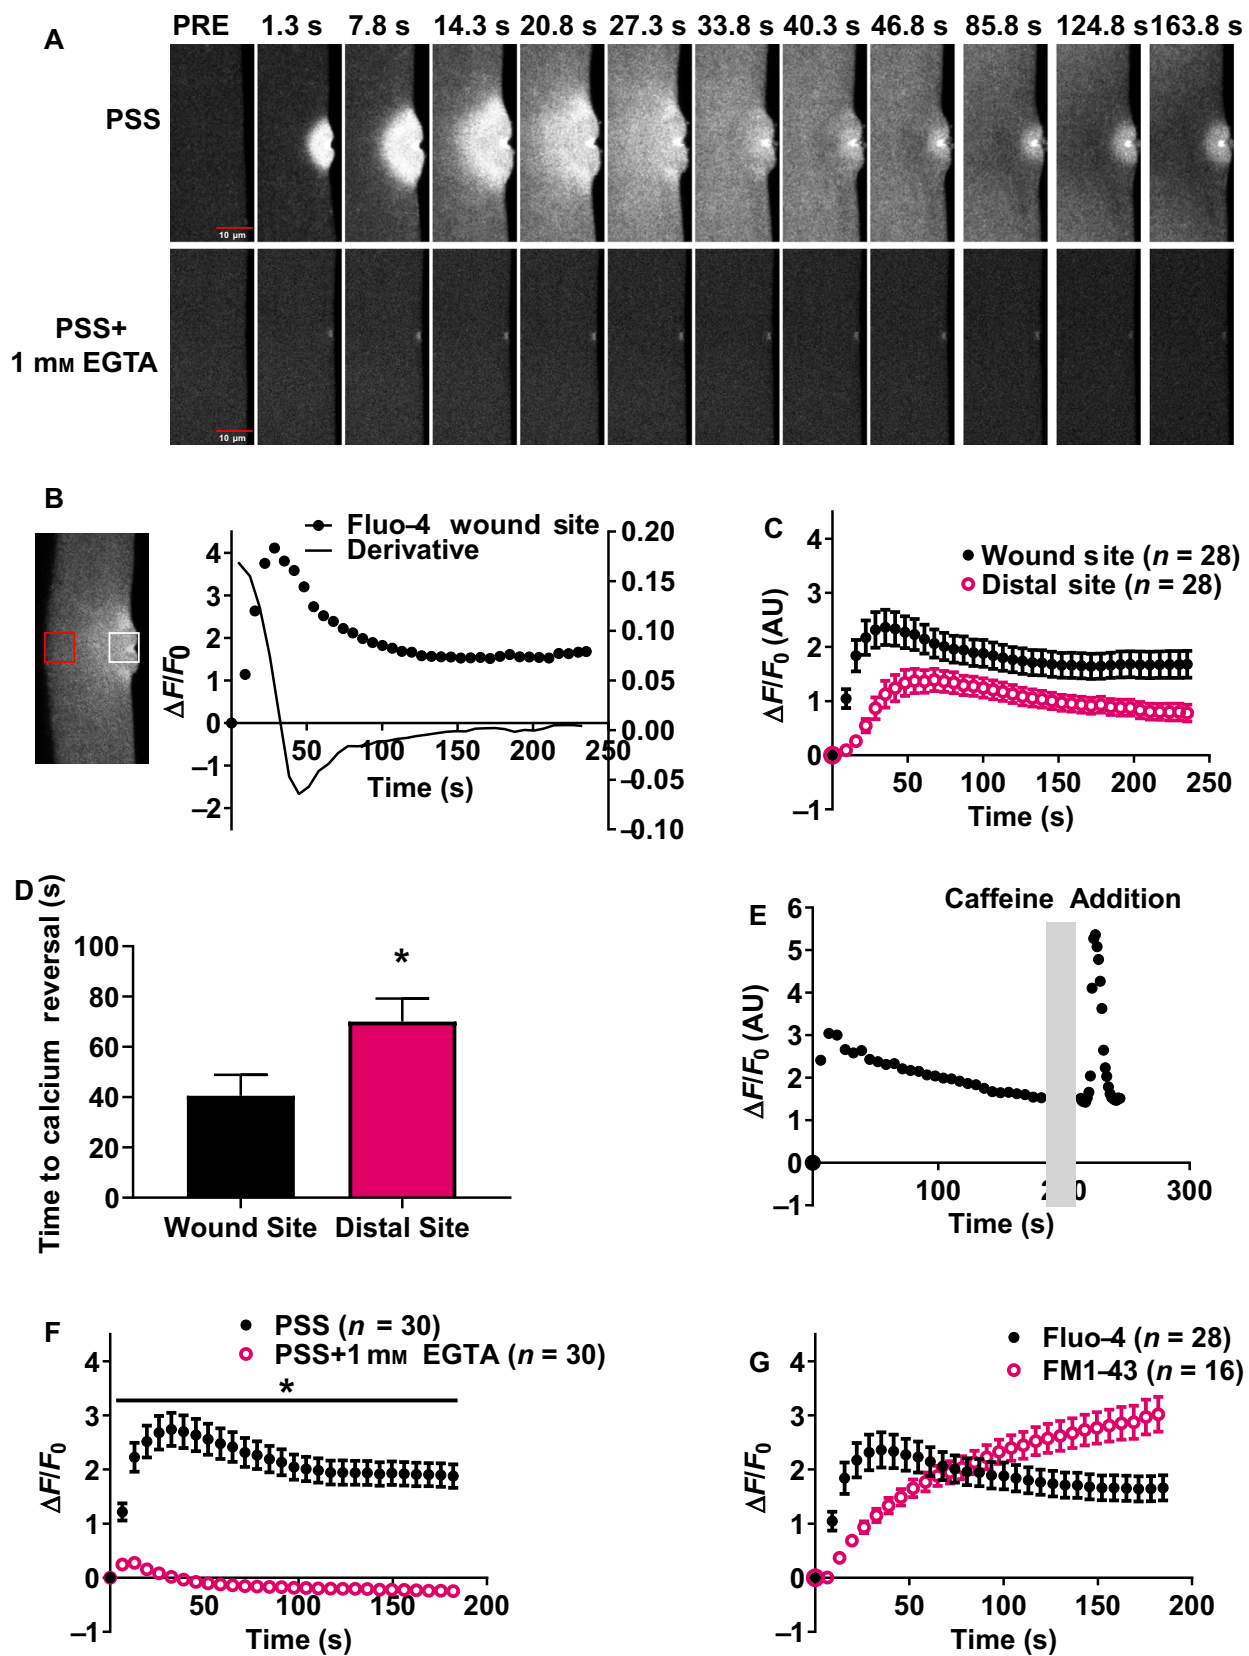 A
PRE 1.3 s 7.8 s 14.3 s 20.8 s 27.3 s 33.8 s 40.3 s 46.8 s 85.8 s 124.8 s 163.8 s
PSS
10 µm
PSS+
1 mM EGTA
10 µm
B
Fluo–4 wound site
Derivative
4
3
2
1
0
–1
–2
ΔF/F0
50 100 150 200 250
Time (s)
0.20
0.15
0.10
0.05
0.00
–0.05
–0.10
C
Wound site (n = 28)
Distal site (n = 28)
4
3
2
1
0
–1
ΔF/F0 (AU)
50 100 150 200 250
Time (s)
D
Time to calcium reversal (s)
100
80
60
40
20
0
*
Wound Site Distal Site
E
Caffeine Addition
6
5
4
3
2
1
0
–1
ΔF/F0 (AU)
100 200 300
Time (s)
F
PSS (n = 30)
PSS+1 mM EGTA (n = 30)
*
4
3
2
1
0
–1
ΔF/F0
50 100 150 200
Time (s)
G
Fluo–4 (n = 28)
FM1-43 (n = 16)
4
3
2
1
0
–1
ΔF/F0
50 100 150 200
Time (s)